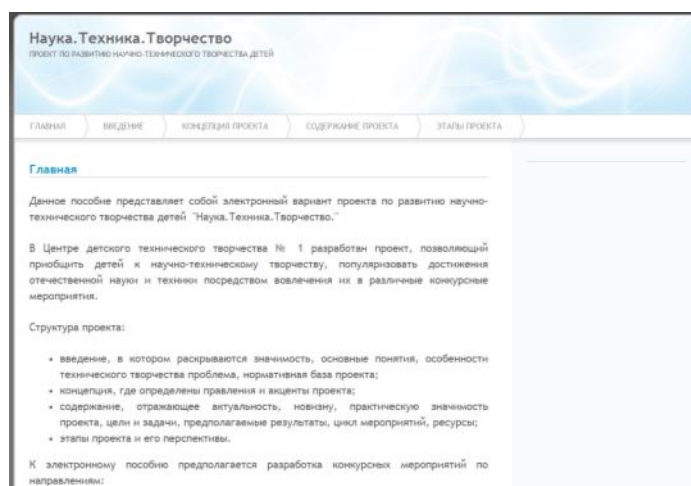 Наука.Техника.Творчество
ПРОЕКТ ПО РАЗВИТИЮ НАУЧНО-ТЕХНИЧЕСКОГО ТВОРЧЕСТВА ДЕТЕЙ
ГЛАВНАЯ ВВЕДЕНИЕ КОНЦЕПЦИЯ ПРОЕКТА СОДЕРЖАНИЕ ПРОЕКТА ЭТАПЫ ПРОЕКТА
Главная
Данное пособие представляет собой электронный вариант проекта по развитию научно-
технического творчества детей "Наука.Техника.Творчество."
В Центре детского технического творчества № 1 разработан проект, позволяющий
приобщить детей к научно-техническому творчеству, популяризовать достижения
отечественной науки и техники посредством вовлечения их в различные конкурсные
мероприятия.
Структура проекта:
• введение, в котором раскрываются значимость, основные понятия, особенности
технического творчества проблема, нормативная база проекта;
• концепция, где определены правления и акценты проекта;
• содержание, отражающее актуальность, новизну, практическую значимость
проекта, цели и задачи, предполагаемые результаты, цикл мероприятий, ресурсы;
• этапы проекта и его перспективы.
К электронному пособию предполагается разработка конкурсных мероприятий по
направлениям: